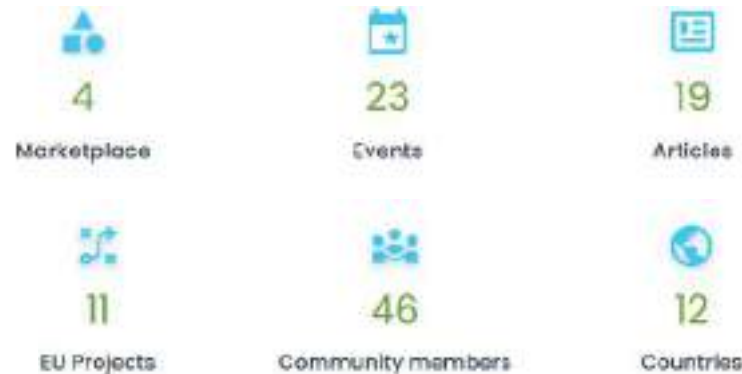 4 23 19
Marketplace Events Articles
11 46 12
EU Projects Community members Countries